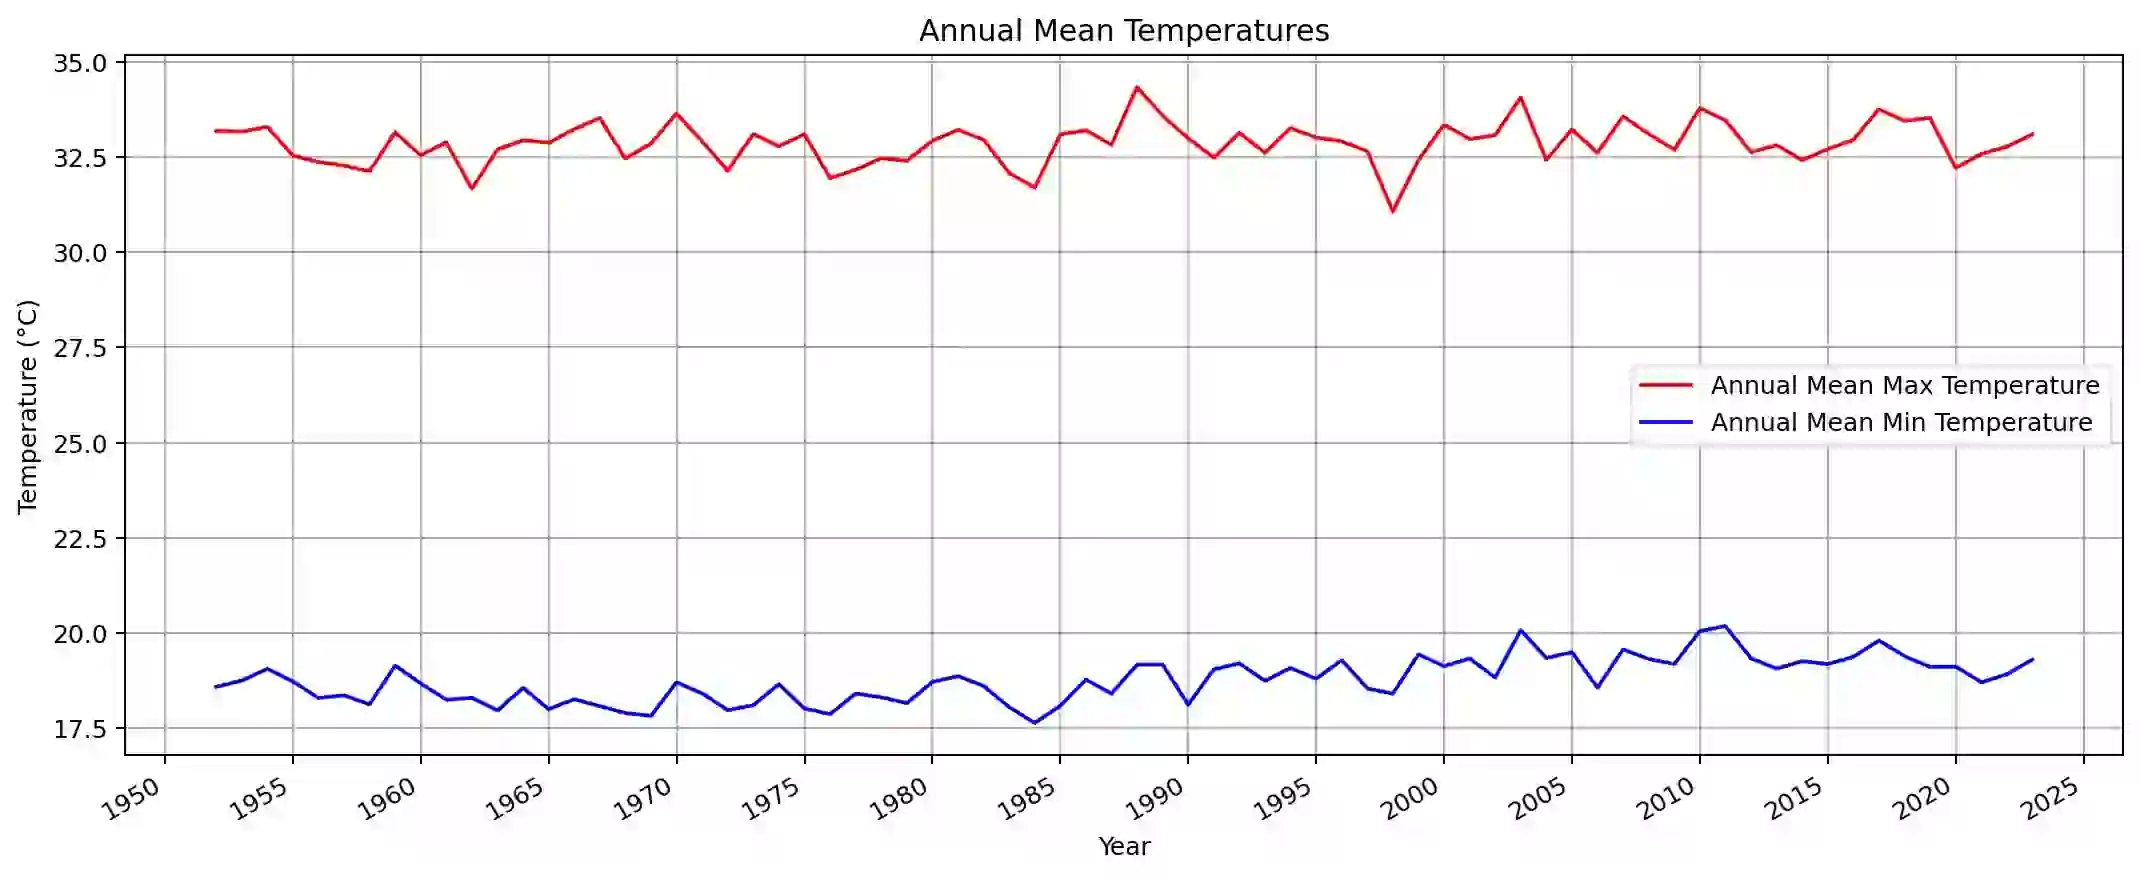 Annual Mean Temperatures
35.0
32.5
30.0
27.5
25.0
22.5
20.0
17.5
Temperature (°C)
Annual Mean Max Temperature
Annual Mean Min Temperature
1950 1955 1960 1965 1970 1975 1980 1985 1990 1995 2000 2005 2010 2015 2020 2025
Year